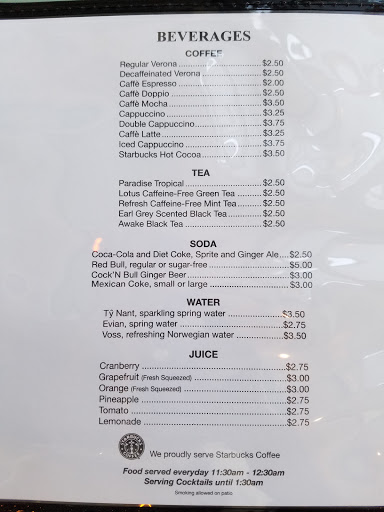 BEVERAGES
COFFEE
Regular Verona ........ $2.50
Decaffeinated Verona ........ $2.50
Caffè Espresso ........ $2.00
Caffè Doppio ........ $2.50
Caffè Mocha ........ $3.50
Cappuccino ........ $3.25
Double Cappuccino ........ $3.75
Caffè Latte ........ $3.25
Iced Cappuccino ........ $3.75
Starbucks Hot Cocoa ........ $3.50
TEA
Paradise Tropical ........ $2.50
Lotus Caffeine-Free Green Tea ........ $2.50
Refresh Caffeine-Free Mint Tea ........ $2.50
Earl Grey Scented Black Tea ........ $2.50
Awake Black Tea ........ $2.50
SODA
Coca-Cola and Diet Coke, Sprite and Ginger Ale .... $2.50
Red Bull, regular or sugar-free ........ $5.00
Cock'N Bull Ginger Beer ........ $3.00
Mexican Coke, small or large ........ $3.00
WATER
Tŷ Nant, sparkling spring water ........ $3.50
Evian, spring water ........ $2.75
Voss, refreshing Norwegian water ........ $3.50
JUICE
Cranberry ........ $2.75
Grapefruit (Fresh Squeezed) ........ $3.00
Orange (Fresh Squeezed) ........ $3.00
Pineapple ........ $2.75
Tomato ........ $2.75
Lemonade ........ $2.75
We proudly serve Starbucks Coffee
Food served everyday 11:30am - 12:30am
Serving Cocktails until 1:30am
Smoking allowed on patio